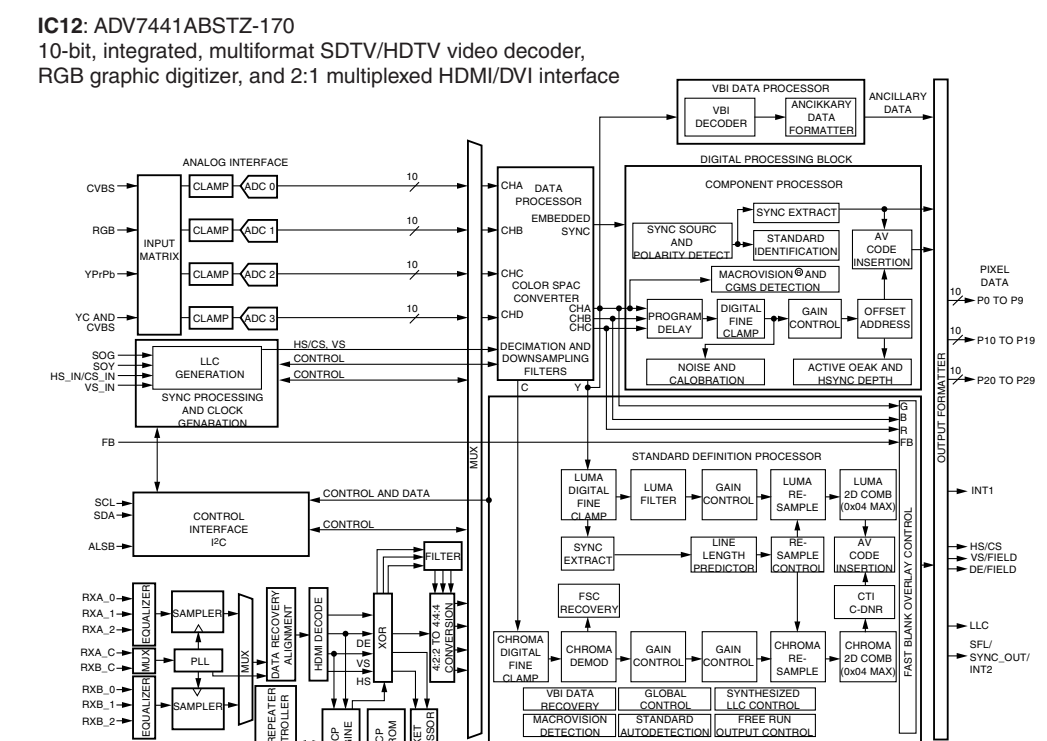 IC12: ADV7441ABSTZ-170
10-bit, integrated, multiformat SDTV/HDTV video decoder,
RGB graphic digitizer, and 2:1 multiplexed HDMI/DVI interface
VBI DATA PROCESSOR
VBI
DECODER
ANCIKKARY
DATA
FORMATTER
ANCILLARY
DATA
ANALOG INTERFACE
CVBS
RGB
YPrPb
YC AND
CVBS
INPUT
MATRIX
CLAMP
ADC 0
10
CLAMP
ADC 1
10
CLAMP
ADC 2
10
CLAMP
ADC 3
10
MUX
CHA
DATA
PROCESSOR
EMBEDDED
SYNC
CHB
CHC
COLOR SPAC
CONVERTER
CHD
CHA
CHB
CHC
DECIMATION AND
DOWNSAMPLING
FILTERS
C
Y
DIGITAL PROCESSING BLOCK
COMPONENT PROCESSOR
SYNC SOURC
AND
POLARITY DETECT
SYNC EXTRACT
STANDARD
IDENTIFICATION
AV
CODE
INSERTION
MACROVISION® AND
CGMS DETECTION
PROGRAM
DELAY
DIGITAL
FINE
CLAMP
GAIN
CONTROL
OFFSET
ADDRESS
NOISE AND
CALOBRATION
ACTIVE OEAK AND
HSYNC DEPTH
SOG
SOY
HS_IN/CS_IN
VS_IN
LLC
GENERATION
SYNC PROCESSING
AND CLOCK
GENARATION
HS/CS, VS
CONTROL
CONTROL
FB
G
B
R
FB
SCL
SDA
ALSB
CONTROL
INTERFACE
I2C
CONTROL AND DATA
CONTROL
STANDARD DEFINITION PROCESSOR
LUMA
DIGITAL
FINE
CLAMP
LUMA
FILTER
GAIN
CONTROL
LUMA
RE-
SAMPLE
LUMA
2D COMB
(0x04 MAX)
SYNC
EXTRACT
LINE
LENGTH
PREDICTOR
RE-
SAMPLE
CONTROL
AV
CODE
INSERTION
FSC
RECOVERY
CTI
C-DNR
CHROMA
DIGITAL
FINE
CLAMP
CHROMA
DEMOD
GAIN
CONTROL
GAIN
CONTROL
CHROMA
RE-
SAMPLE
CHROMA
2D COMB
(0x04 MAX)
VBI DATA
RECOVERY
GLOBAL
CONTROL
SYNTHESIZED
LLC CONTROL
MACROVISION
DETECTION
STANDARD
AUTODETECTION
FREE RUN
OUTPUT CONTROL
FAST BLANK OVERLAY CONTROL
OUTPUT FORMATTER
PIXEL
DATA
10
P0 TO P9
10
P10 TO P19
10
P20 TO P29
INT1
HS/CS
VS/FIELD
DE/FIELD
LLC
SFL/
SYNC_OUT/
INT2
RXA_0
RXA_1
RXA_2
RXA_C
RXB_C
RXB_0
RXB_1
RXB_2
EQUALIZER
MUX
EQUALIZER
SAMPLER
PLL
SAMPLER
MUX
DATA RECOVERY
ALIGNMENT
HDMI DECODE
DE
VS
HS
XOR
FILTER
4:2:2 TO 4:4:4
CONVERSION
REPEATER